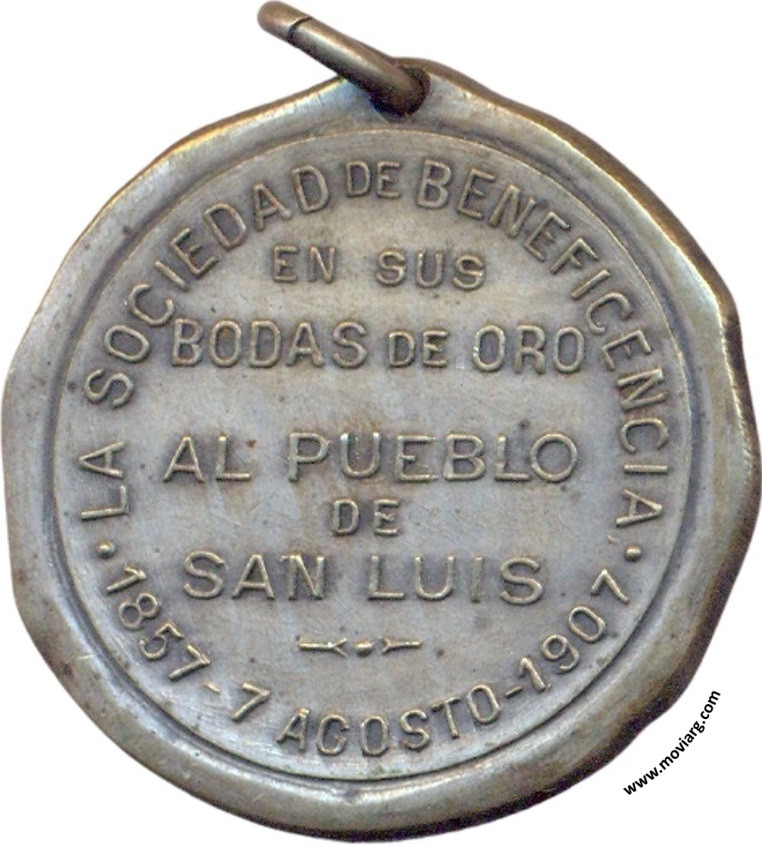 LA SOCIEDAD DE BENEFICENCIA.
EN SUS
BODAS DE ORO
AL PUEBLO
DE
SAN LUIS
· 1857-7 AGOSTO-1907 ·
www.moviarg.com